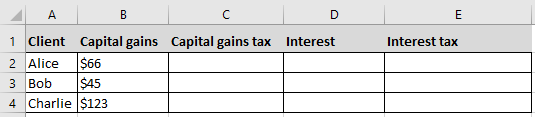 A B C D E
1 Client Capital gains Capital gains tax Interest Interest tax
2 Alice $66
3 Bob $45
4 Charlie $123